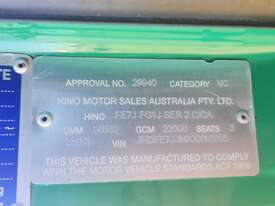 APPROVAL NO. 29940 CATEGORY NC
HINO MOTOR SALES AUSTRALIA PTY. LTD.
HINO FE7J FG1J SER 2 C/CA
GVM GCM 22000 SEATS 3
VIN
THIS VEHICLE WAS MANUFACTURED TO COMPLY
WITH THE MOTOR VEHICLE STANDARDS ACT 1989